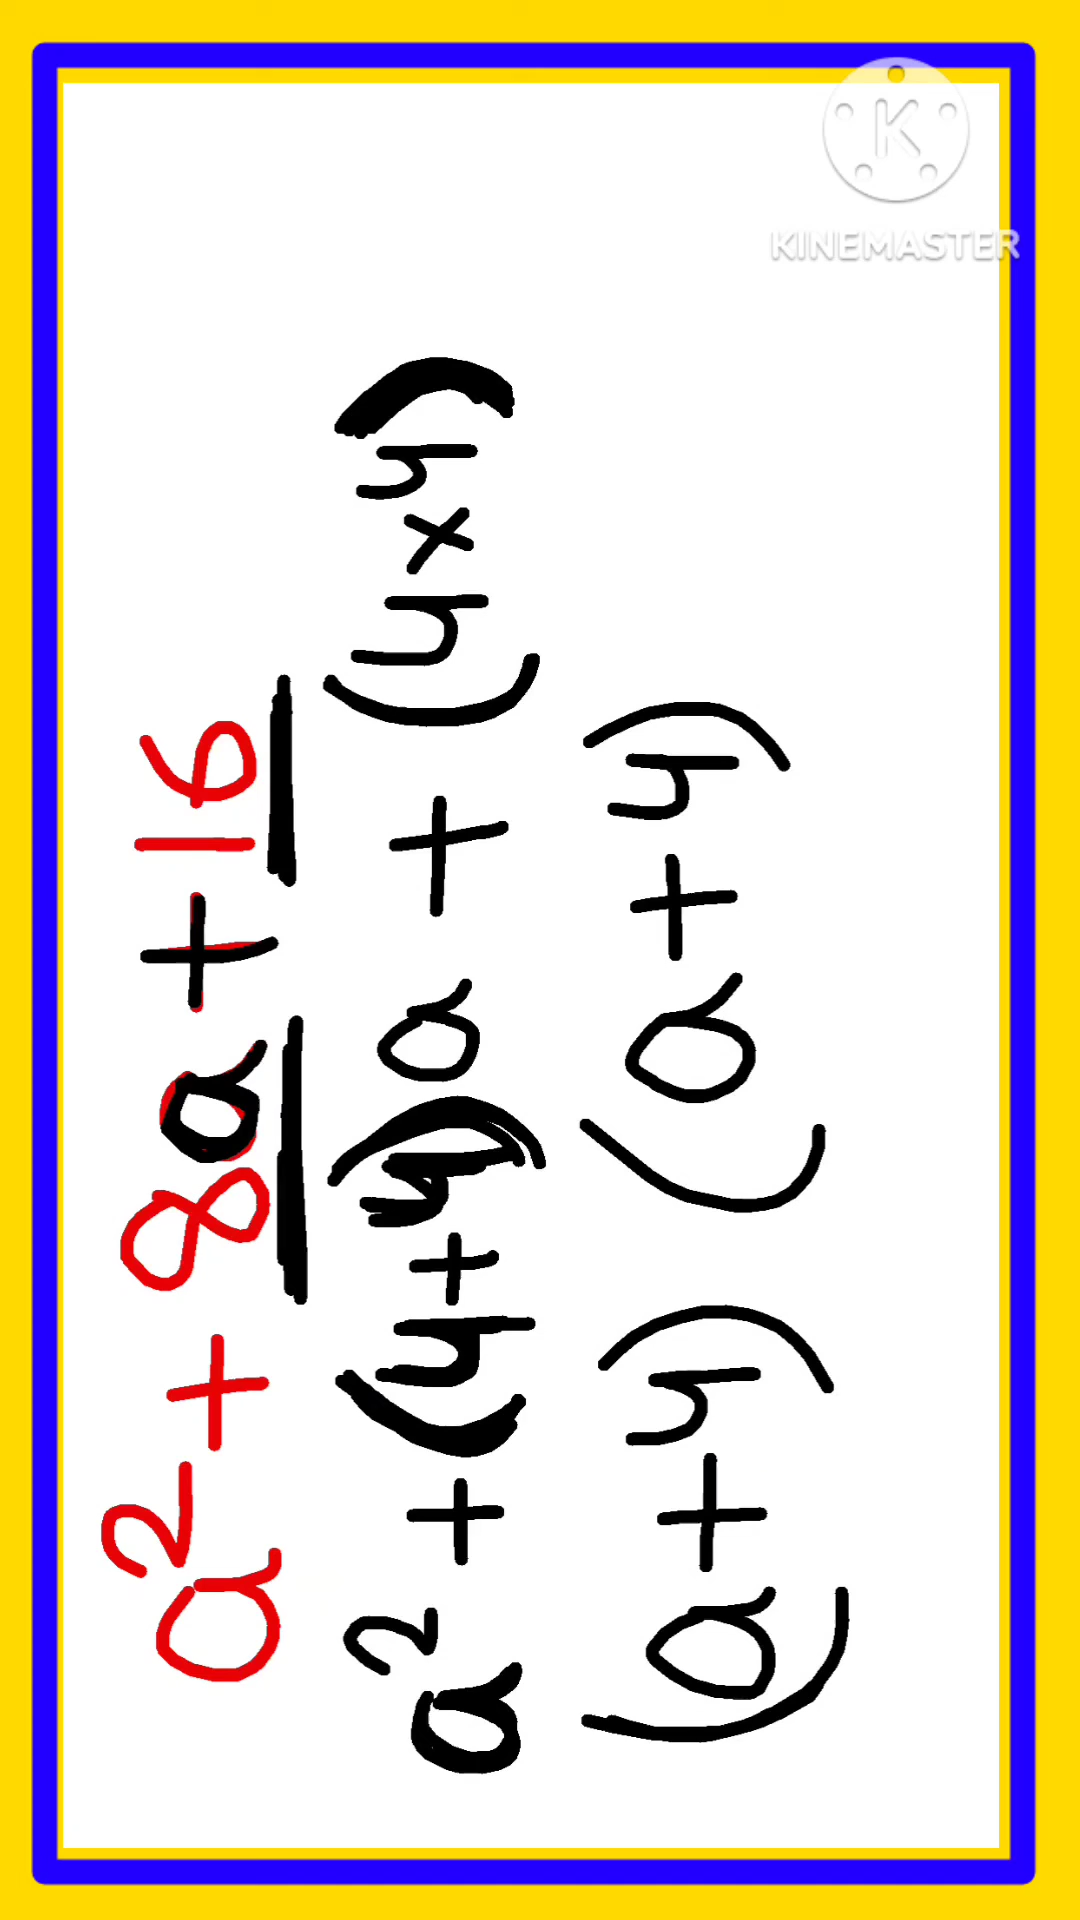 a² + 8a + 16
a² + (4+4)a + (4×4)
(a+4) (a+4)
K
KINEMASTER